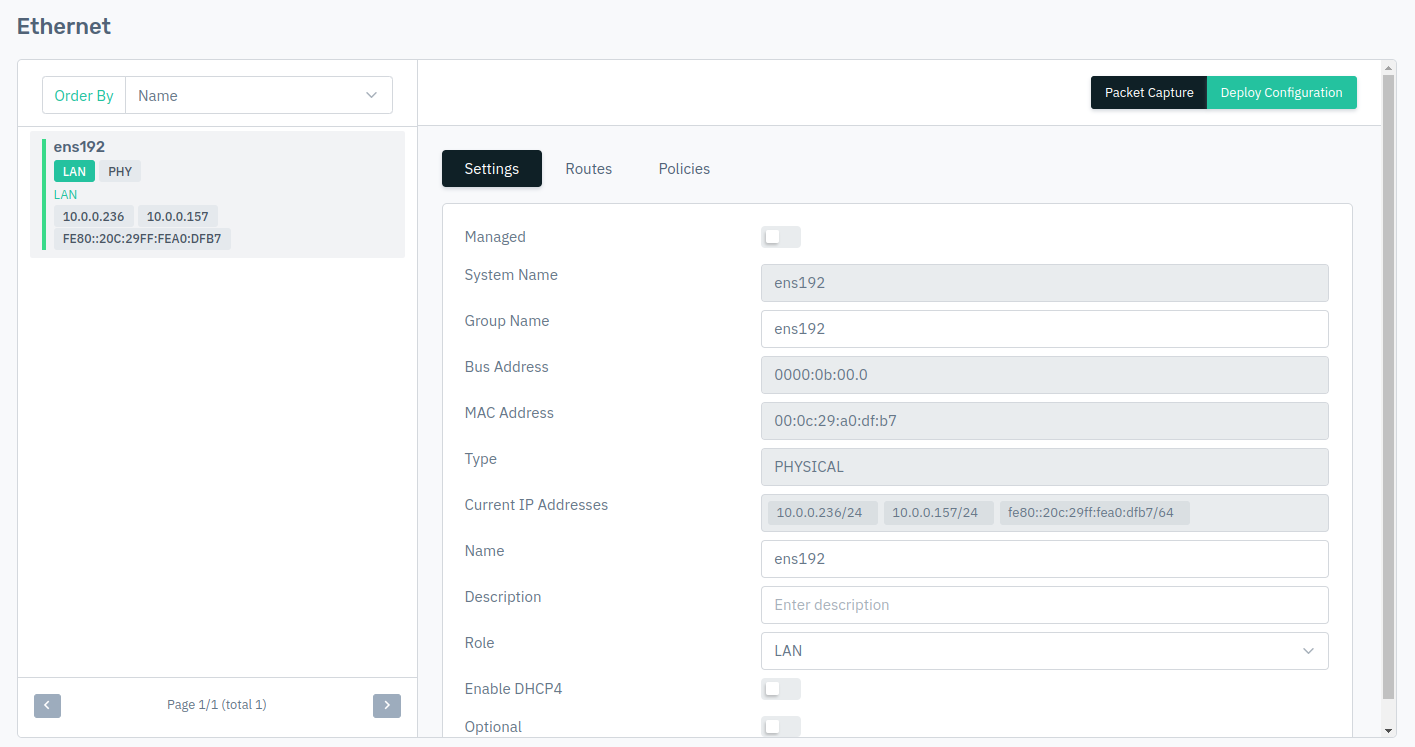 Ethernet
Order By Name
Packet Capture Deploy Configuration
ens192
LAN PHY
LAN
10.0.0.236 10.0.0.157
FE80::20C:29FF:FEA0:DFB7
Settings Routes Policies
Managed
System Name ens192
Group Name ens192
Bus Address 0000:0b:00.0
MAC Address 00:0c:29:a0:df:b7
Type PHYSICAL
Current IP Addresses 10.0.0.236/24 10.0.0.157/24 fe80::20c:29ff:fea0:dfb7/64
Name ens192
Description Enter description
Role LAN
Enable DHCP4
Optional
Page 1/1 (total 1)